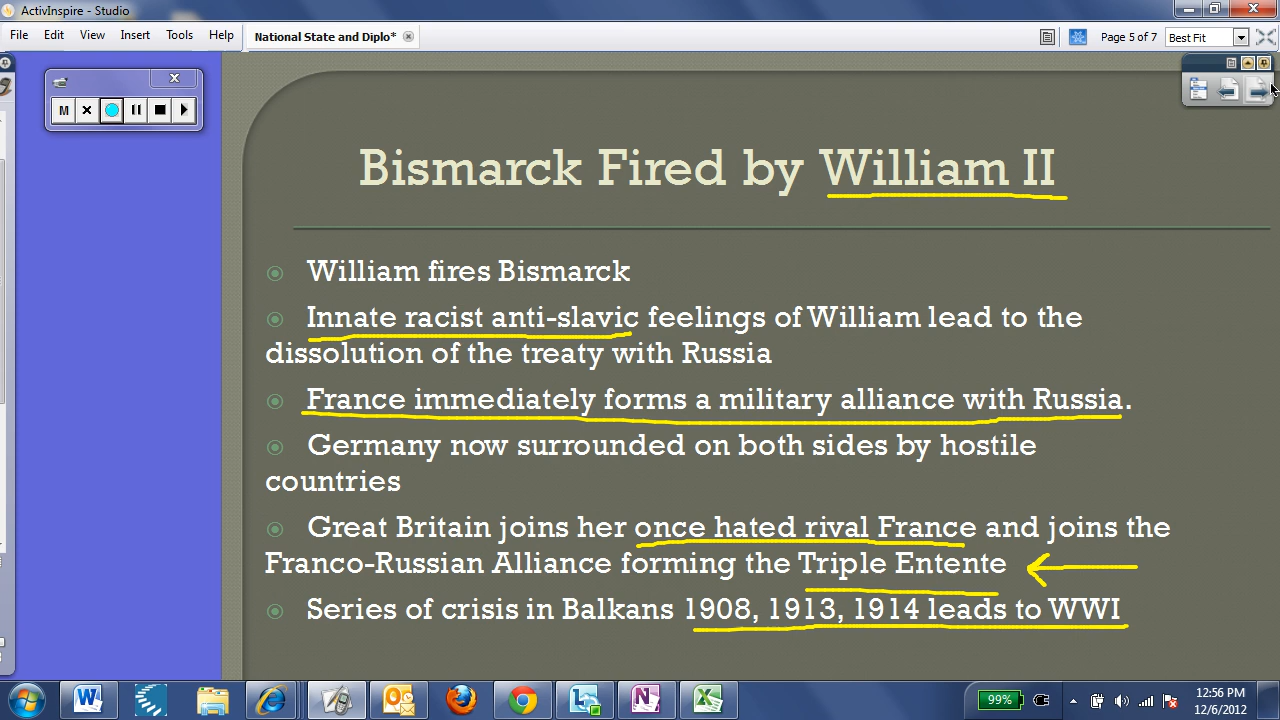 ActivInspire - Studio
File Edit View Insert Tools Help National State and Diplo* Page 5 of 7 Best Fit
M
Bismarck Fired by William II
William fires Bismarck
Innate racist anti-slavic feelings of William lead to the
dissolution of the treaty with Russia
France immediately forms a military alliance with Russia.
Germany now surrounded on both sides by hostile
countries
Great Britain joins her once hated rival France and joins the
Franco-Russian Alliance forming the Triple Entente
Series of crisis in Balkans 1908, 1913, 1914 leads to WWI
99%
12:56 PM
12/6/2012